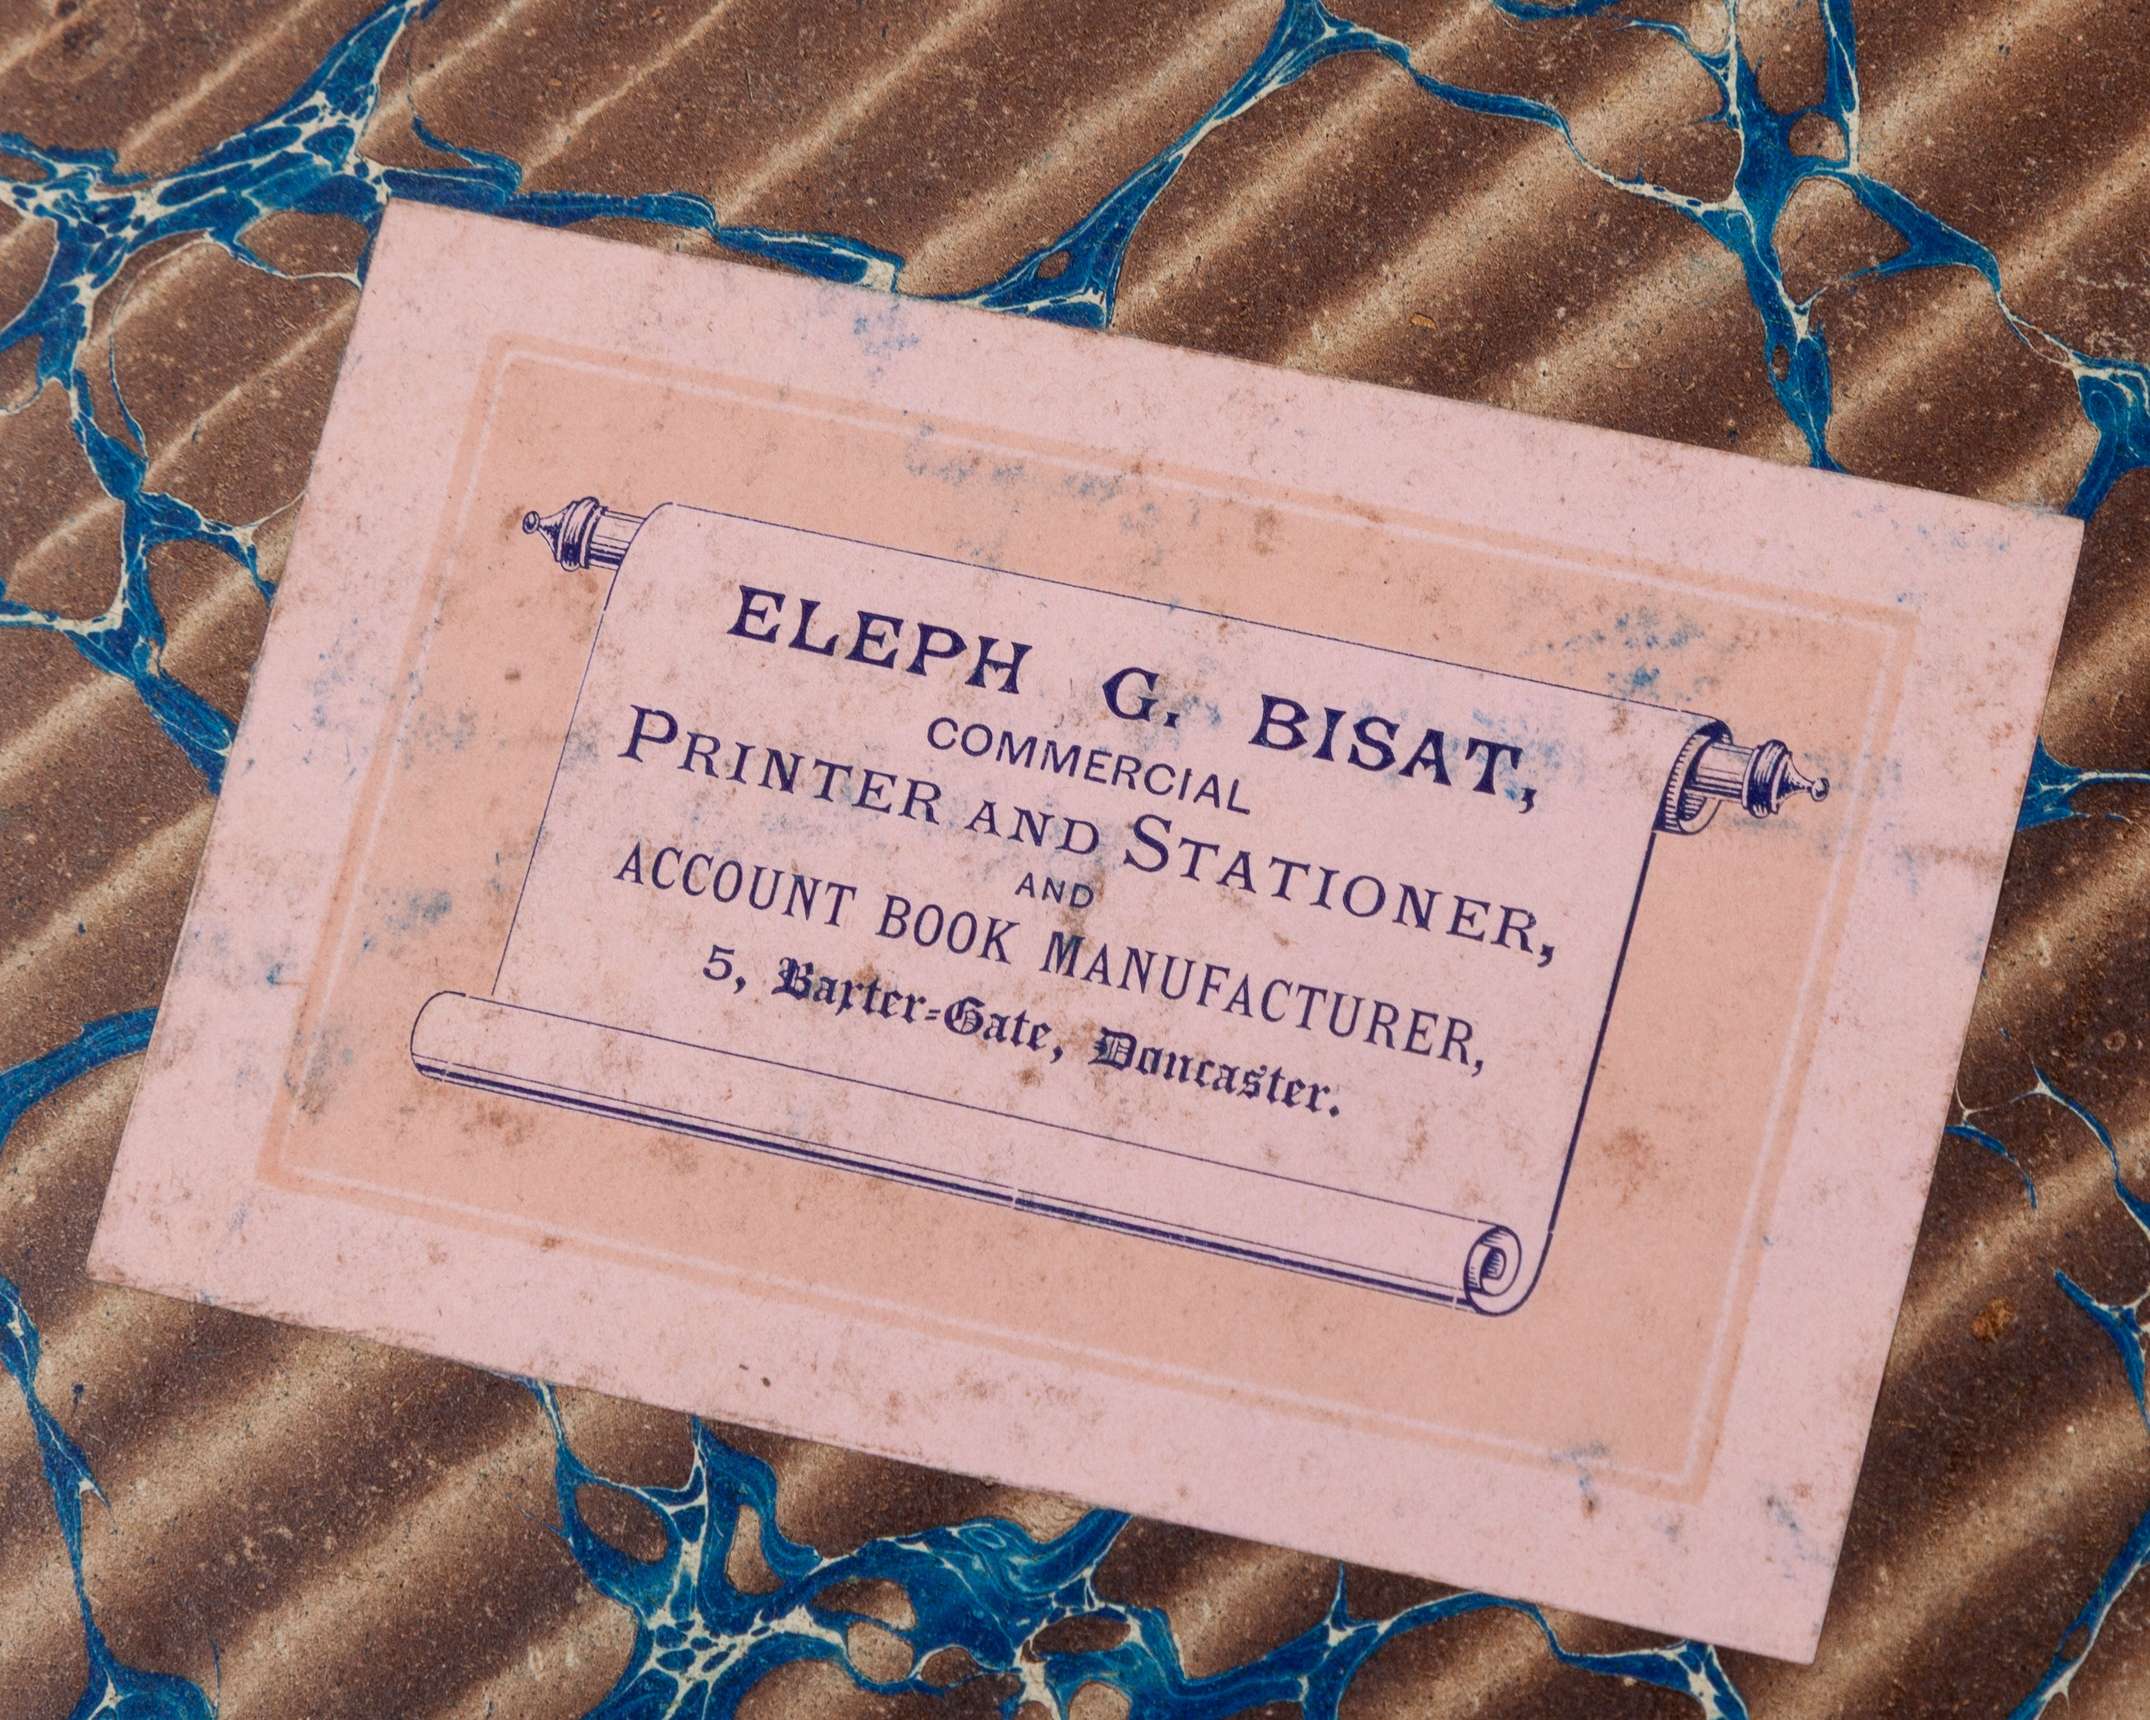 ELEPH G. BISAT,
COMMERCIAL
PRINTER AND STATIONER,
AND
ACCOUNT BOOK MANUFACTURER,
5, Baxter-Gate, Doncaster.